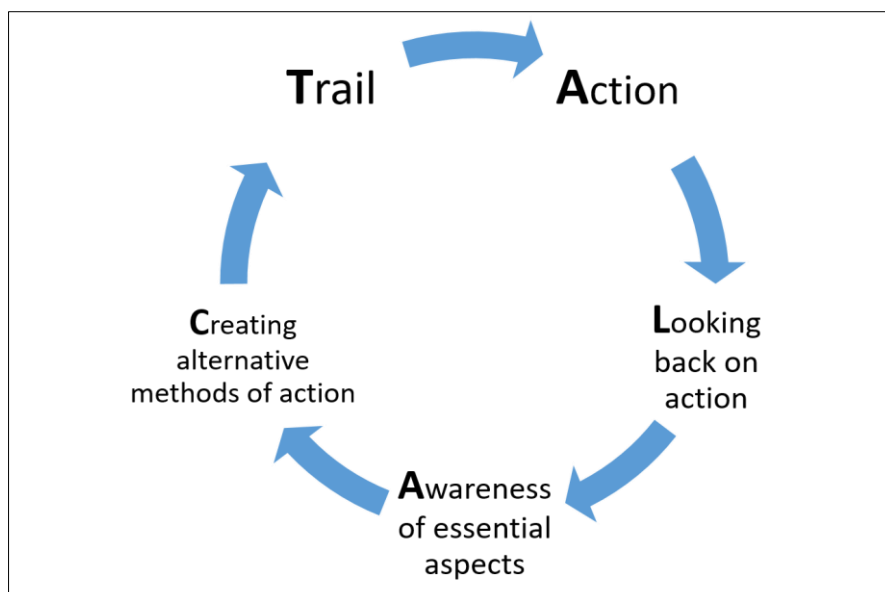 Trail
Action
Looking
back on
action
Awareness
of essential
aspects
Creating
alternative
methods of action